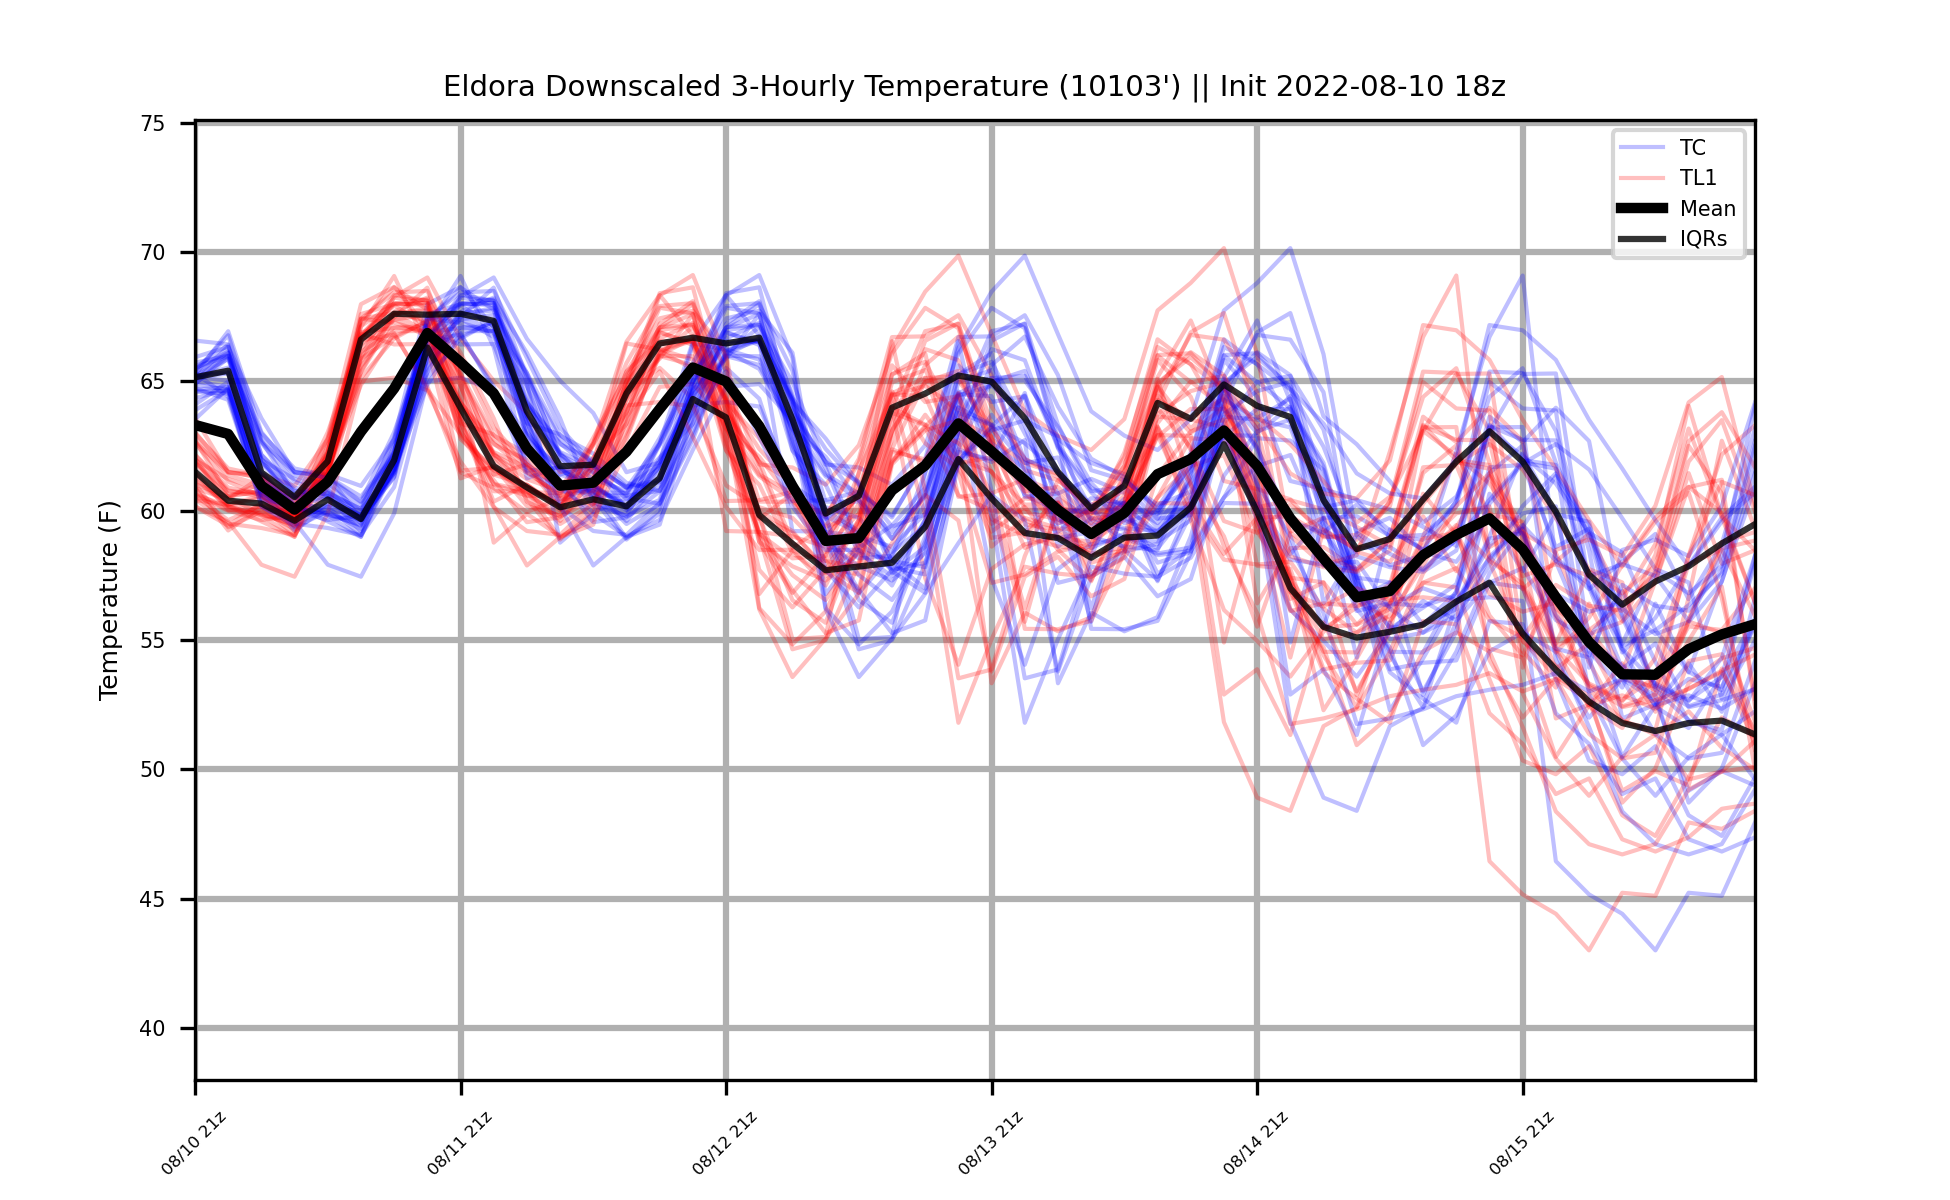 Eldora Downscaled 3-Hourly Temperature (10103') || Init 2022-08-10 18z
TC
TL1
Mean
IQRs
Temperature (F)
75
70
65
60
55
50
45
40
08/10 21z
08/11 21z
08/12 21z
08/13 21z
08/14 21z
08/15 21z